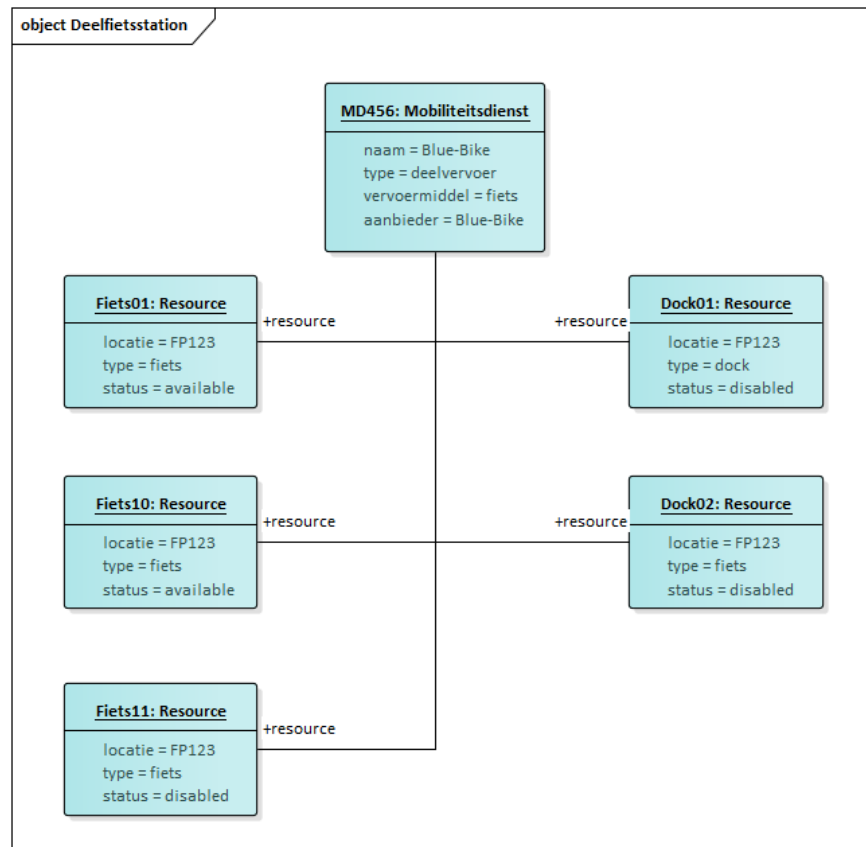 object Deelfietsstation
MD456: Mobiliteitsdienst
naam = Blue-Bike
type = deelvervoer
vervoermiddel = fiets
aanbieder = Blue-Bike
Fiets01: Resource
locatie = FP123
type = fiets
status = available
+resource
+resource
Dock01: Resource
locatie = FP123
type = dock
status = disabled
Fiets10: Resource
locatie = FP123
type = fiets
status = available
+resource
+resource
Dock02: Resource
locatie = FP123
type = fiets
status = disabled
Fiets11: Resource
locatie = FP123
type = fiets
status = disabled
+resource